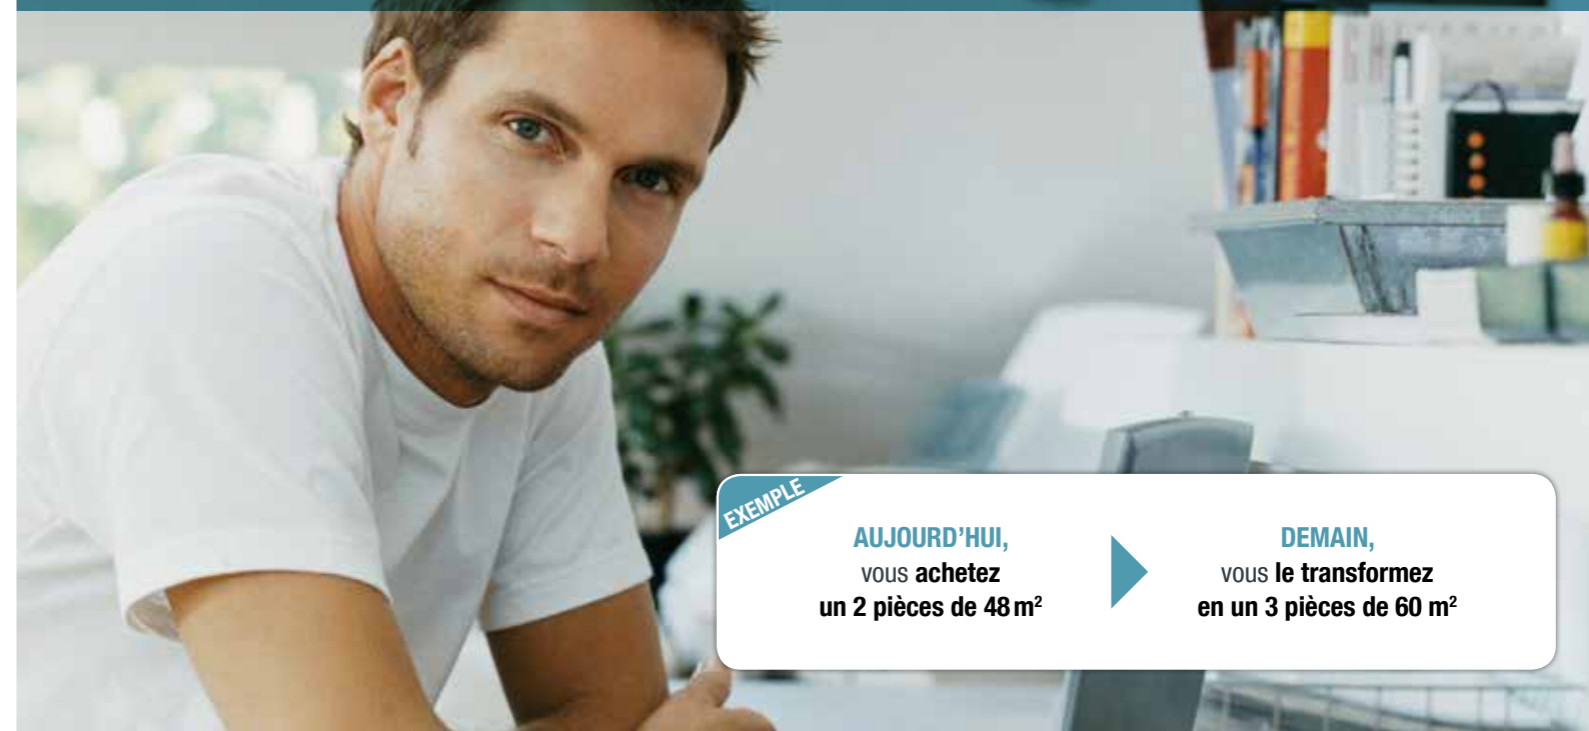 EXEMPLE
AUJOURD'HUI,
vous achetez
un 2 pièces de 48 m²
DEMAIN,
vous le transformez
en un 3 pièces de 60 m²